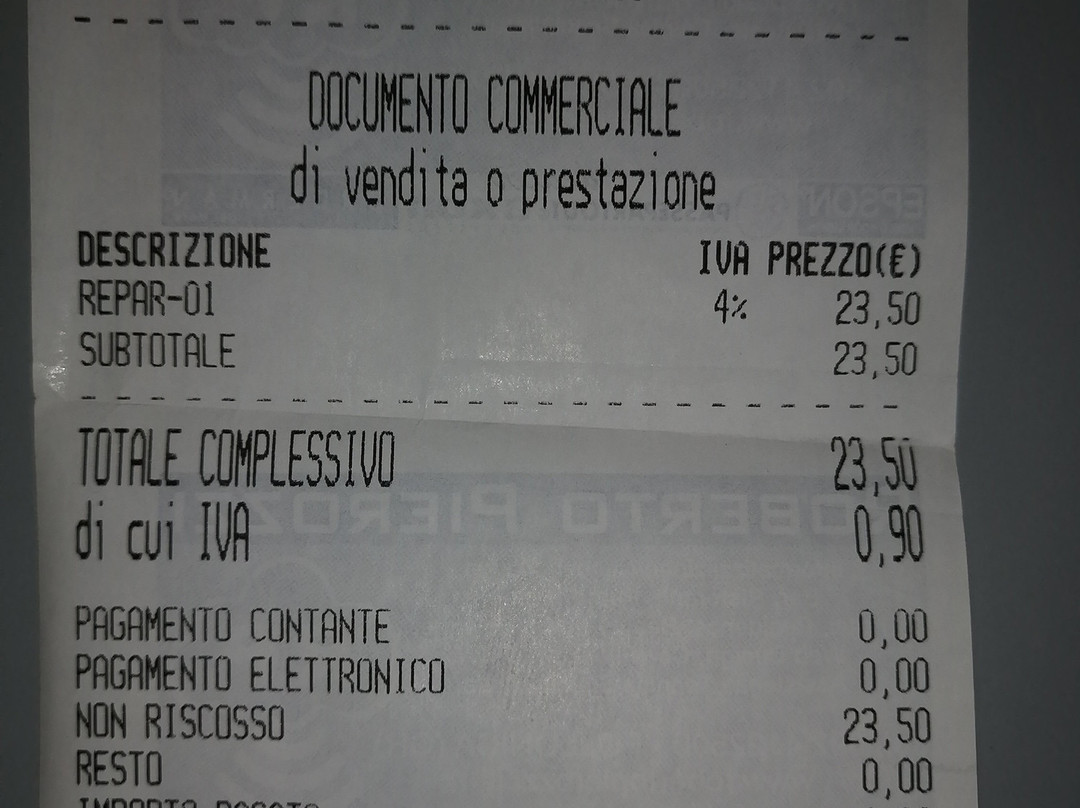 DOCUMENTO COMMERCIALE
di vendita o prestazione
DESCRIZIONE IVA PREZZO(€)
REPAR-01 4% 23,50
SUBTOTALE 23,50
TOTALE COMPLESSIVO 23,50
di cui IVA 0,90
PAGAMENTO CONTANTE 0,00
PAGAMENTO ELETTRONICO 0,00
NON RISCOSSO 23,50
RESTO 0,00